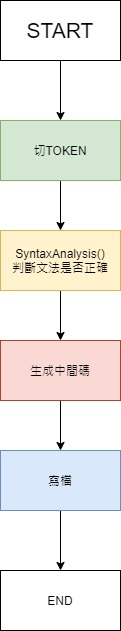 START
切TOKEN
SyntaxAnalysis()
判斷文法是否正確
生成中間碼
寫檔
END